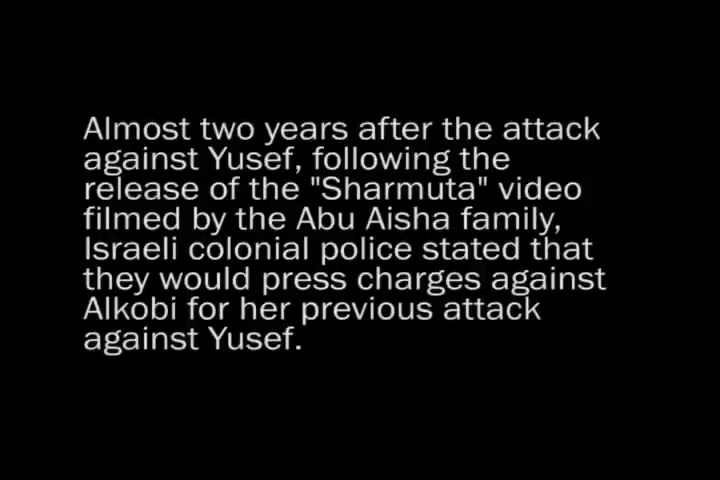 Almost two years after the attack
against Yusef, following the
release of the "Sharmuta" video
filmed by the Abu Aisha family,
Israeli colonial police stated that
they would press charges against
Alkobi for her previous attack
against Yusef.